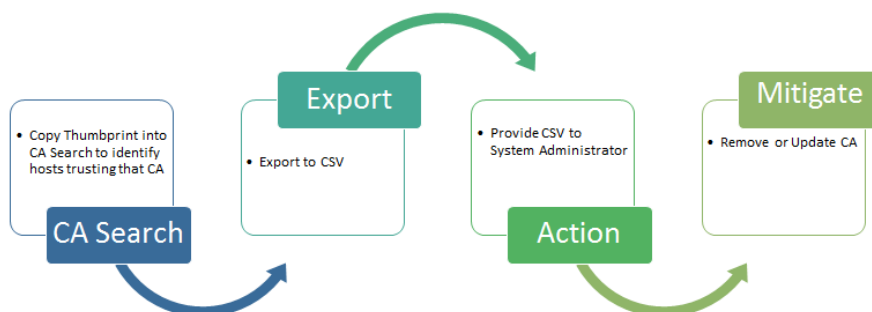 • Copy Thumbprint into
CA Search to identify
hosts trusting that CA
CA Search
Export
• Export to CSV
• Provide CSV to
System Administrator
Action
Mitigate
• Remove or Update CA